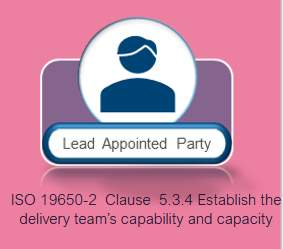 Lead Appointed Party
ISO 19650-2 Clause 5.3.4 Establish the
delivery team's capability and capacity